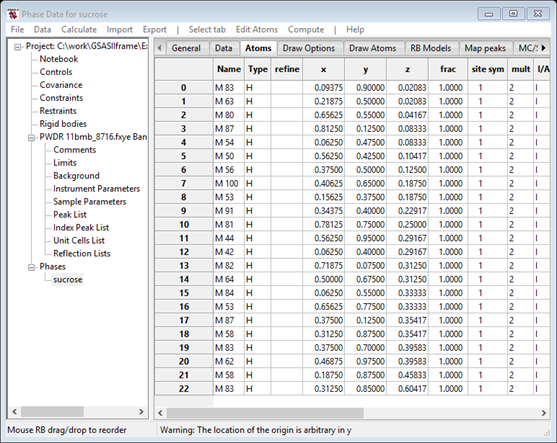 Phase Data for sucrose
File Data Calculate Import Export | Select tab Edit Atoms Compute | Help
Project: C:\work\GSASIIframe\Ex
Notebook
Controls
Covariance
Constraints
Restraints
Rigid bodies
PWDR 11bmb_8716.fxye Ban
Comments
Limits
Background
Instrument Parameters
Sample Parameters
Peak List
Index Peak List
Unit Cells List
Reflection Lists
Phases
sucrose
General Data Atoms Draw Options Draw Atoms RB Models Map peaks MC/S
Name Type refine x y z frac site sym mult I/A
0 M 83 H 0.09375 0.90000 0.02083 1.0000 1 2 I
1 M 63 H 0.21875 0.50000 0.02083 1.0000 1 2 I
2 M 80 H 0.65625 0.55000 0.04167 1.0000 1 2 I
3 M 87 H 0.81250 0.12500 0.08333 1.0000 1 2 I
4 M 54 H 0.06250 0.47500 0.08333 1.0000 1 2 I
5 M 50 H 0.56250 0.42500 0.10417 1.0000 1 2 I
6 M 56 H 0.37500 0.50000 0.12500 1.0000 1 2 I
7 M 100 H 0.40625 0.65000 0.18750 1.0000 1 2 I
8 M 53 H 0.15625 0.37500 0.18750 1.0000 1 2 I
9 M 91 H 0.34375 0.40000 0.22917 1.0000 1 2 I
10 M 81 H 0.78125 0.75000 0.25000 1.0000 1 2 I
11 M 44 H 0.56250 0.95000 0.29167 1.0000 1 2 I
12 M 42 H 0.06250 0.40000 0.29167 1.0000 1 2 I
13 M 82 H 0.71875 0.07500 0.31250 1.0000 1 2 I
14 M 64 H 0.50000 0.67500 0.31250 1.0000 1 2 I
15 M 84 H 0.06250 0.55000 0.33333 1.0000 1 2 I
16 M 53 H 0.65625 0.77500 0.33333 1.0000 1 2 I
17 M 87 H 0.37500 0.12500 0.35417 1.0000 1 2 I
18 M 58 H 0.31250 0.87500 0.35417 1.0000 1 2 I
19 M 83 H 0.37500 0.70000 0.39583 1.0000 1 2 I
20 M 62 H 0.46875 0.97500 0.39583 1.0000 1 2 I
21 M 58 H 0.18750 0.87500 0.45833 1.0000 1 2 I
22 M 83 H 0.31250 0.85000 0.60417 1.0000 1 2 I
Mouse RB drag/drop to reorder
Warning: The location of the origin is arbitrary in y